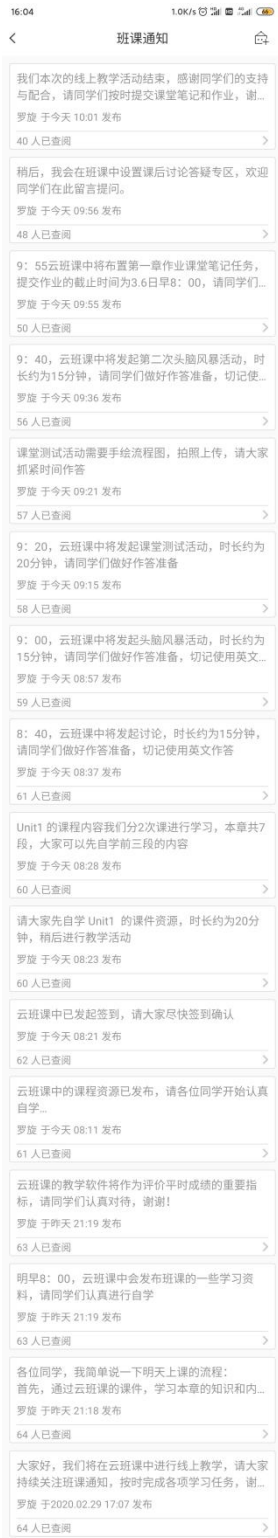 16:04
1.0K/s
班课通知
我们本次的线上教学活动结束，感谢同学们的支持
与配合，请同学们按时提交课堂笔记和作业，谢...
罗旋 于今天 10:01 发布
40 人已查阅
稍后，我会在班课中设置课后讨论答疑专区，欢迎
同学们在此留言提问。
罗旋 于今天 09:56 发布
48 人已查阅
9：55云班课中将布置第一章作业课堂笔记任务，
提交作业的截止时间为3.6日早8：00，请同学们...
罗旋 于今天 09:55 发布
50 人已查阅
9：40，云班课中将发起第二次头脑风暴活动，时
长约为15分钟，请同学们做好作答准备，切记使...
罗旋 于今天 09:36 发布
56 人已查阅
课堂测试活动需要手绘流程图，拍照上传，请大家
抓紧时间作答
罗旋 于今天 09:21 发布
57 人已查阅
9：20，云班课中将发起课堂测试活动，时长约为
20分钟，请同学们做好作答准备
罗旋 于今天 09:15 发布
58 人已查阅
9：00，云班课中将发起头脑风暴活动，时长约为
15分钟，请同学们做好作答准备，切记使用英文...
罗旋 于今天 08:57 发布
59 人已查阅
8：40，云班课中将发起讨论，时长约为15分钟，
请同学们做好作答准备，切记使用英文作答
罗旋 于今天 08:37 发布
61 人已查阅
Unit1 的课程内容我们分2次课进行学习，本章共7
段，大家可以先自学前三段的内容
罗旋 于今天 08:28 发布
60 人已查阅
请大家先自学 Unit1 的课件资源，时长约为20分
钟，稍后进行教学活动
罗旋 于今天 08:23 发布
60 人已查阅
云班课中已发起签到，请大家尽快签到确认
罗旋 于今天 08:21 发布
62 人已查阅
云班课中的课程资源已发布，请各位同学开始认真
自学...
罗旋 于今天 08:11 发布
61 人已查阅
云班课的教学软件将作为评价平时成绩的重要指
标，请同学们认真对待，谢谢！
罗旋 于昨天 21:19 发布
63 人已查阅
明早8：00，云班课中会发布班课的一些学习资
料，请同学们认真进行自学
罗旋 于昨天 21:19 发布
63 人已查阅
各位同学，我简单说一下明天上课的流程：
首先，通过云班课的课件，学习本章的知识和内...
罗旋 于昨天 21:18 发布
64 人已查阅
大家好，我们将在云班课中进行线上教学，请大家
持续关注班课通知，按时完成各项学习任务，谢...
罗旋 于2020.02.29 17:07 发布
64 人已查阅